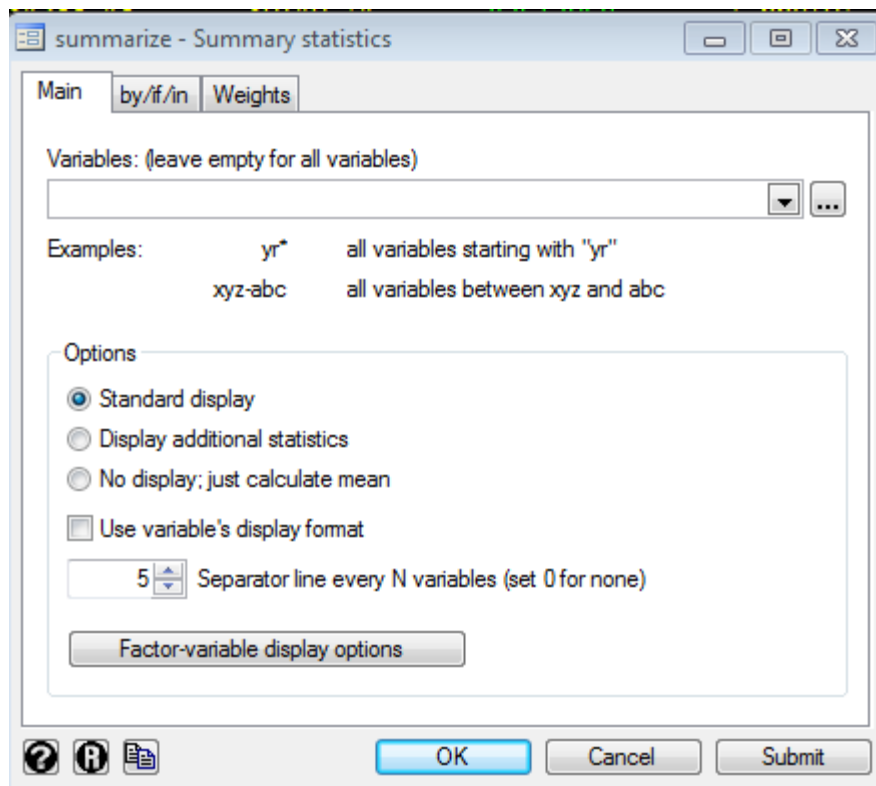 summarize - Summary statistics
Main by/if/in Weights
Variables: (leave empty for all variables)
...
Examples: yr* all variables starting with "yr"
xyz-abc all variables between xyz and abc
Options
Standard display
Display additional statistics
No display; just calculate mean
Use variable's display format
5 Separator line every N variables (set 0 for none)
Factor-variable display options
? R OK Cancel Submit